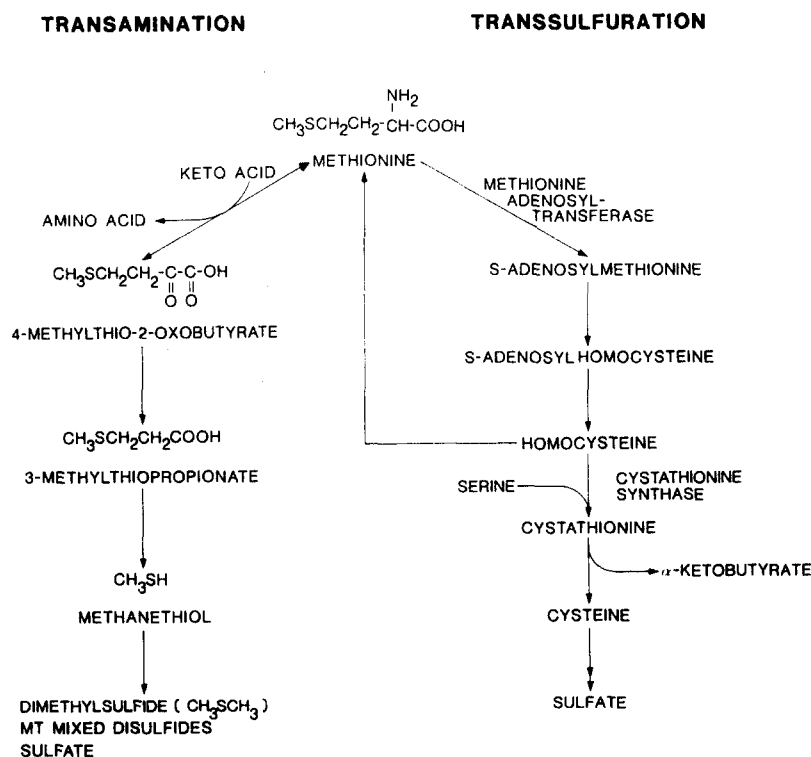 TRANSAMINATION
TRANSSULFURATION
NH₂
CH₃SCH₂CH₂-CH-COOH
METHIONINE
KETO ACID
AMINO ACID
METHIONINE
ADENOSYL-
TRANSFERASE
CH₃SCH₂CH₂-C-C-OH
O O
4-METHYLTHIO-2-OXOBUTYRATE
S-ADENOSYLMETHIONINE
S-ADENOSYLHOMOCYSTEINE
CH₃SCH₂CH₂COOH
3-METHYLTHIOPROPIONATE
HOMOCYSTEINE
SERINE
CYSTATHIONINE
SYNTHASE
CYSTATHIONINE
α-KETOBUTYRATE
CH₃SH
METHANETHIOL
CYSTEINE
DIMETHYLSULFIDE ( CH₃SCH₃)
MT MIXED DISULFIDES
SULFATE
SULFATE